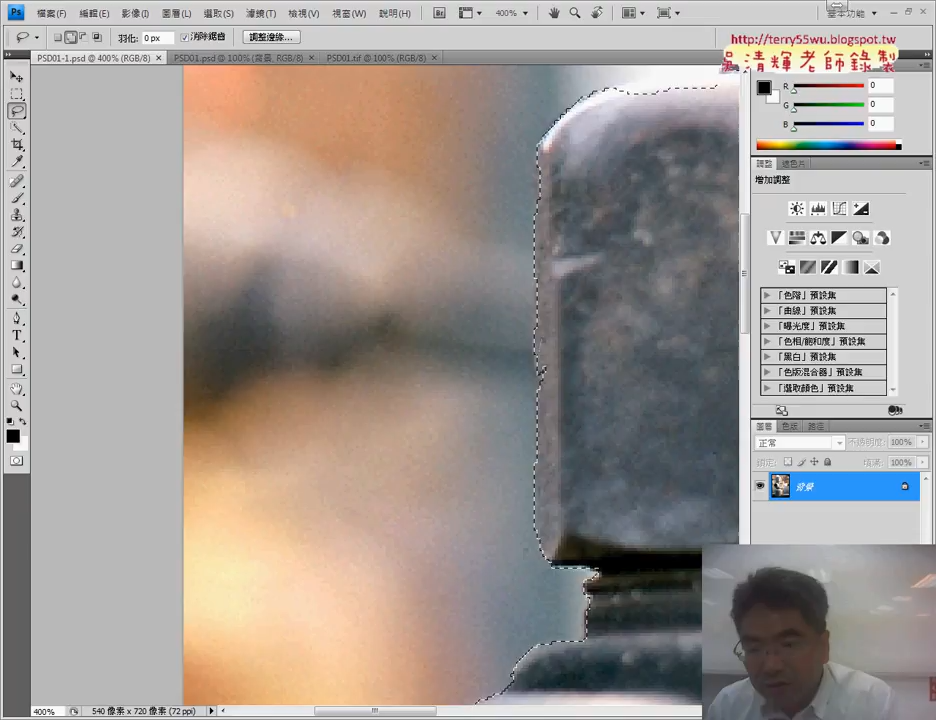 檔案(F) 編輯(E) 影像(I) 圖層(L) 選取(S) 濾鏡(T) 檢視(V) 視窗(W) 說明(H) Br 400% 基本功能
羽化: 0 px 消除鋸齒 調整邊緣...
http://terry55wu.blogspot.tw
吳清輝老師錄製
PSD01-1.psd @ 400% (RGB/8) PSD01.psd @ 100% (背景, RGB/8) PSD01.tif @ 100% (RGB/8)
R 0
G 0
B 0
調整 遮色片
增加調整
「色階」預設集
「曲線」預設集
「曝光度」預設集
「色相/飽和度」預設集
「黑白」預設集
「色版混合器」預設集
「選取顏色」預設集
圖層 色版 路徑
正常 不透明度: 100%
鎖定: 填滿: 100%
背景
400% 540 像素 x 720 像素 (72 ppi)